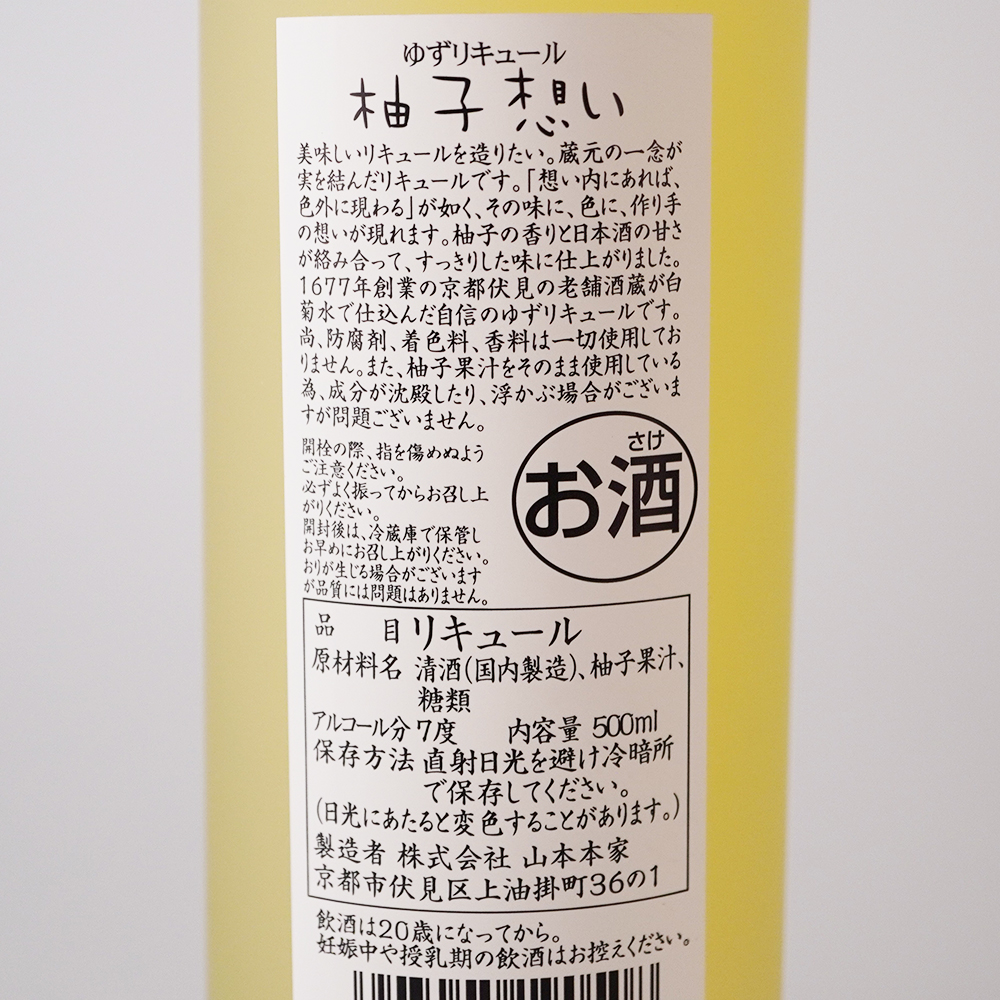 ゆずリキュール
柚子想い
美味しいリキュールを造りたい。蔵元の一念が
実を結んだリキュールです。「想い内にあれば、
色外に現わる」が如く、その味に、色に、作り手
の想いが現れます。柚子の香りと日本酒の甘さ
が絡み合って、すっきりした味に仕上がりました。
1677年創業の京都伏見の老舗酒蔵が白
菊水で仕込んだ自信のゆずリキュールです。
尚、防腐剤、着色料、香料は一切使用してお
りません。また、柚子果汁をそのまま使用している
為、成分が沈殿したり、浮かぶ場合がございま
すが問題ございません。
開栓の際、指を傷めぬよう
ご注意ください。
必ずよく振ってからお召し上
がりください。
開封後は、冷蔵庫で保管し
お早めにお召し上がりください。
おりが生じる場合がございます
が品質には問題はありません。
さけ
お酒
品 目 リキュール
原材料名 清酒(国内製造)、柚子果汁、
糖類
アルコール分 7度 内容量 500ml
保存方法 直射日光を避け冷暗所
で保存してください。
(日光にあたると変色することがあります。)
製造者 株式会社 山本本家
京都市伏見区上油掛町36の1
飲酒は20歳になってから。
妊娠中や授乳期の飲酒はお控えください。